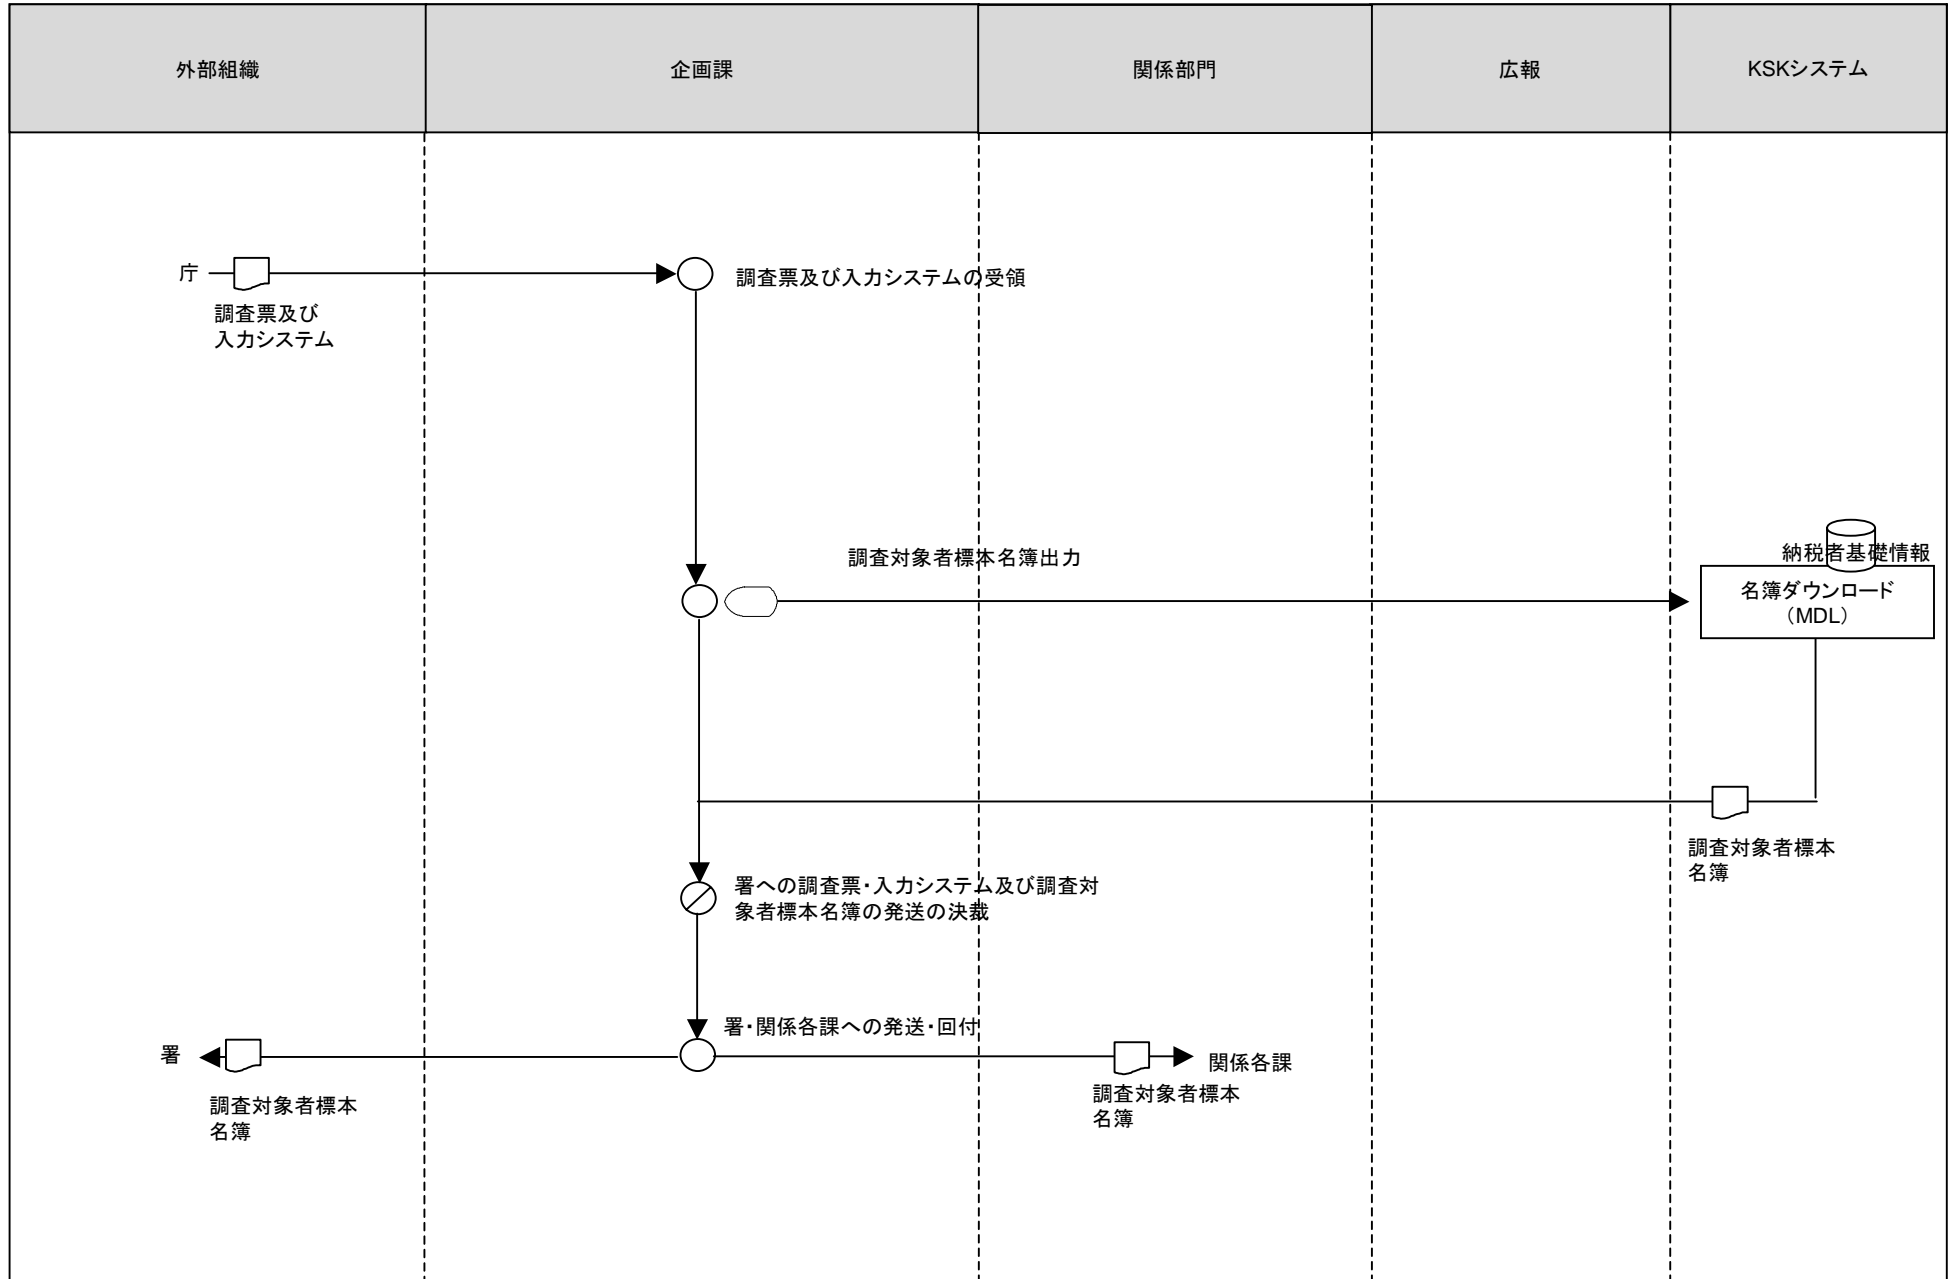 外部組織
企画課
関係部門
広報
KSKシステム
庁
調査票及び
入力システム
調査票及び入力システムの受領
調査対象者標本名簿出力
納税者基礎情報
名簿ダウンロード
(MDL)
調査対象者標本
名簿
署への調査票・入力システム及び調査対
象者標本名簿の発送の決裁
署・関係各課への発送・回付
署
調査対象者標本
名簿
関係各課
調査対象者標本
名簿